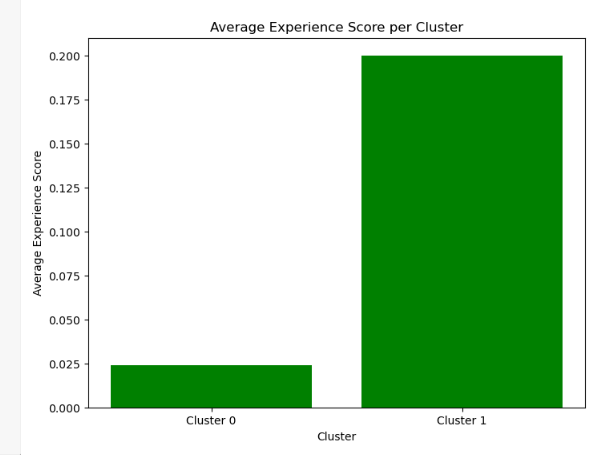 Average Experience Score per Cluster
Average Experience Score
0.200
0.175
0.150
0.125
0.100
0.075
0.050
0.025
0.000
Cluster 0 Cluster 1
Cluster